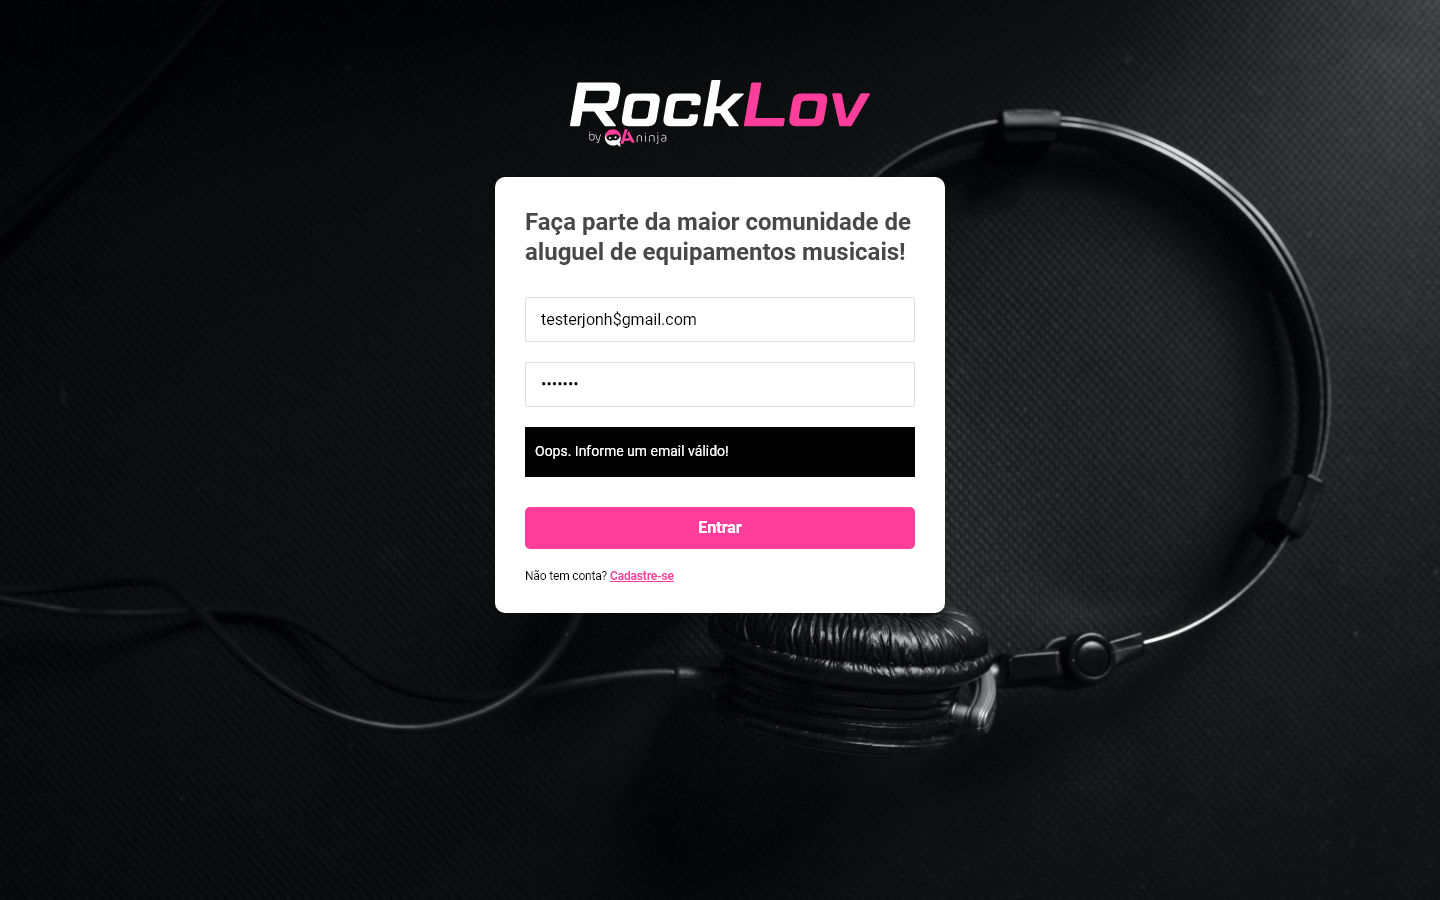 RockLov
by QAninja
Faça parte da maior comunidade de
aluguel de equipamentos musicais!
testerjonh$gmail.com
•••••••
Oops. Informe um email válido!
Entrar
Não tem conta? Cadastre-se